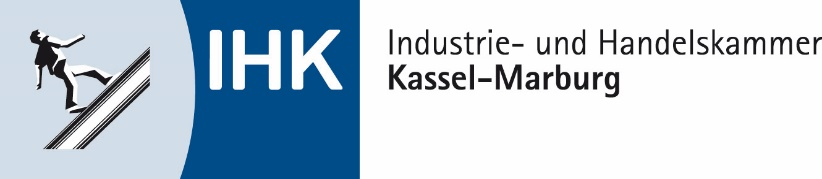 IHK
Industrie- und Handelskammer
Kassel-Marburg